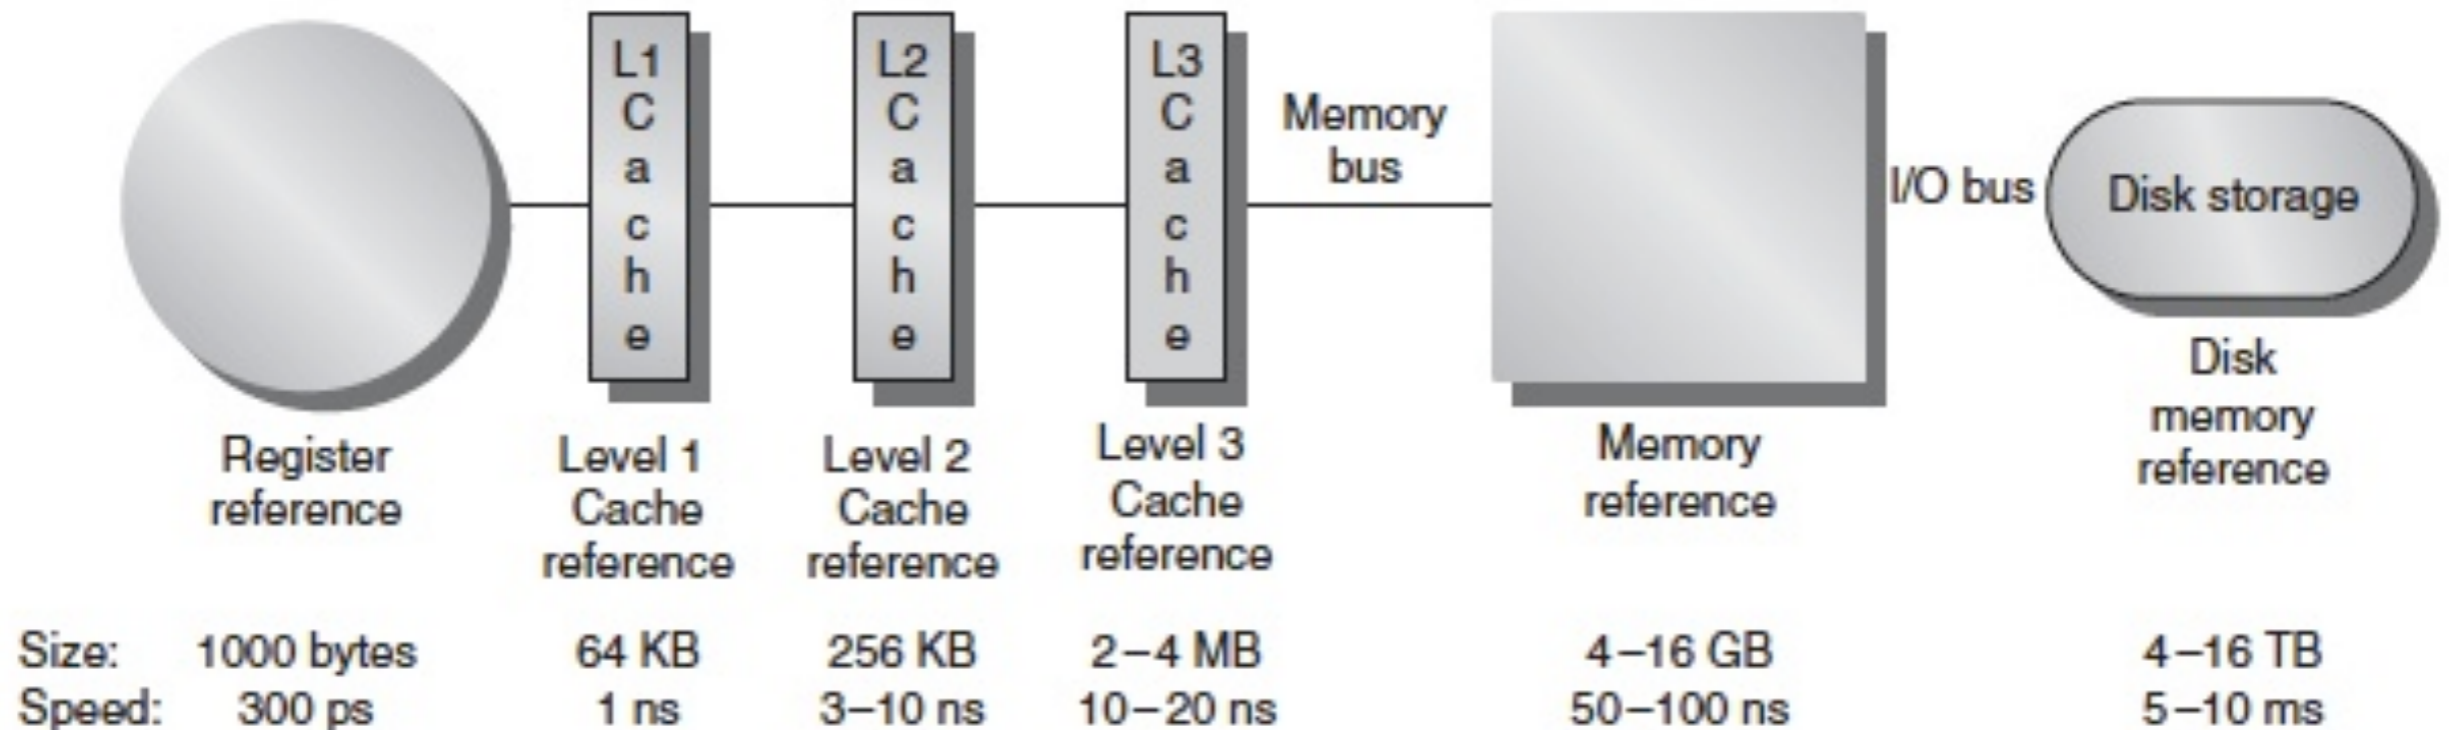 L1
C
a
c
h
e
L2
C
a
c
h
e
L3
C
a
c
h
e
Memory
bus
I/O bus
Disk storage
Register
reference
Level 1
Cache
reference
Level 2
Cache
reference
Level 3
Cache
reference
Memory
reference
Disk
memory
reference
Size: 1000 bytes 64 KB 256 KB 2–4 MB 4–16 GB 4–16 TB
Speed: 300 ps 1 ns 3–10 ns 10–20 ns 50–100 ns 5–10 ms